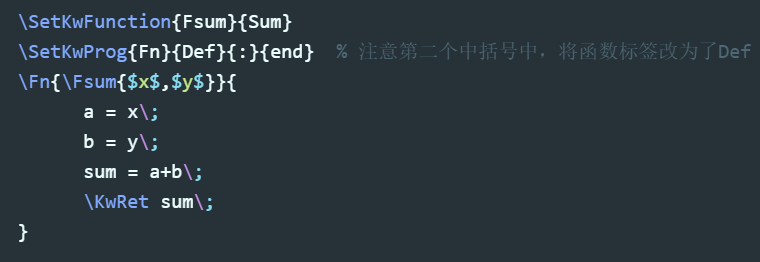 \SetKwFunction{Fsum}{Sum}
\SetKwProg{Fn}{Def}{:}{end}  % 注意第二个中括号中，将函数标签改为了Def
\Fn{\Fsum{$x$,$y$}}{
      a = x\;
      b = y\;
      sum = a+b\;
      \KwRet sum\;
}